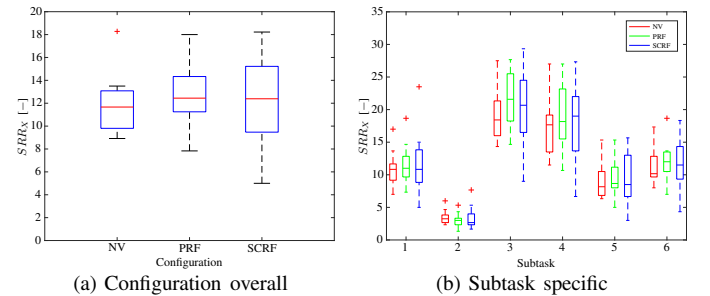 20
18
16
14
12
10
8
6
4
2
0
SRR_X [−]
NV
PRF
SCRF
Configuration
(a) Configuration overall
35
30
25
20
15
10
5
0
SRR_X [−]
NV
PRF
SCRF
1 2 3 4 5 6
Subtask
(b) Subtask specific